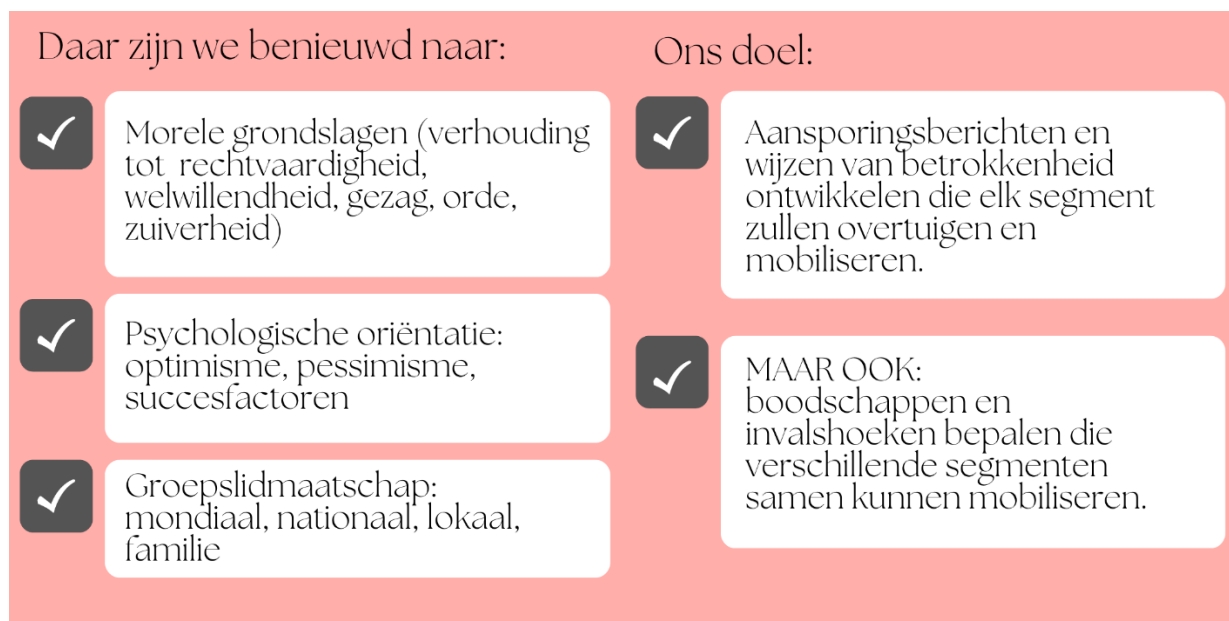 Daar zijn we benieuwd naar:
Morele grondslagen (verhouding
tot rechtvaardigheid,
welwillendheid, gezag, orde,
zuiverheid)
Psychologische oriëntatie:
optimisme, pessimisme,
succesfactoren
Groepslidmaatschap:
mondiaal, nationaal, lokaal,
familie
Ons doel:
Aansporingsberichten en
wijzen van betrokkenheid
ontwikkelen die elk segment
zullen overtuigen en
mobiliseren.
MAAR OOK:
boodschappen en
invalshoeken bepalen die
verschillende segmenten
samen kunnen mobiliseren.